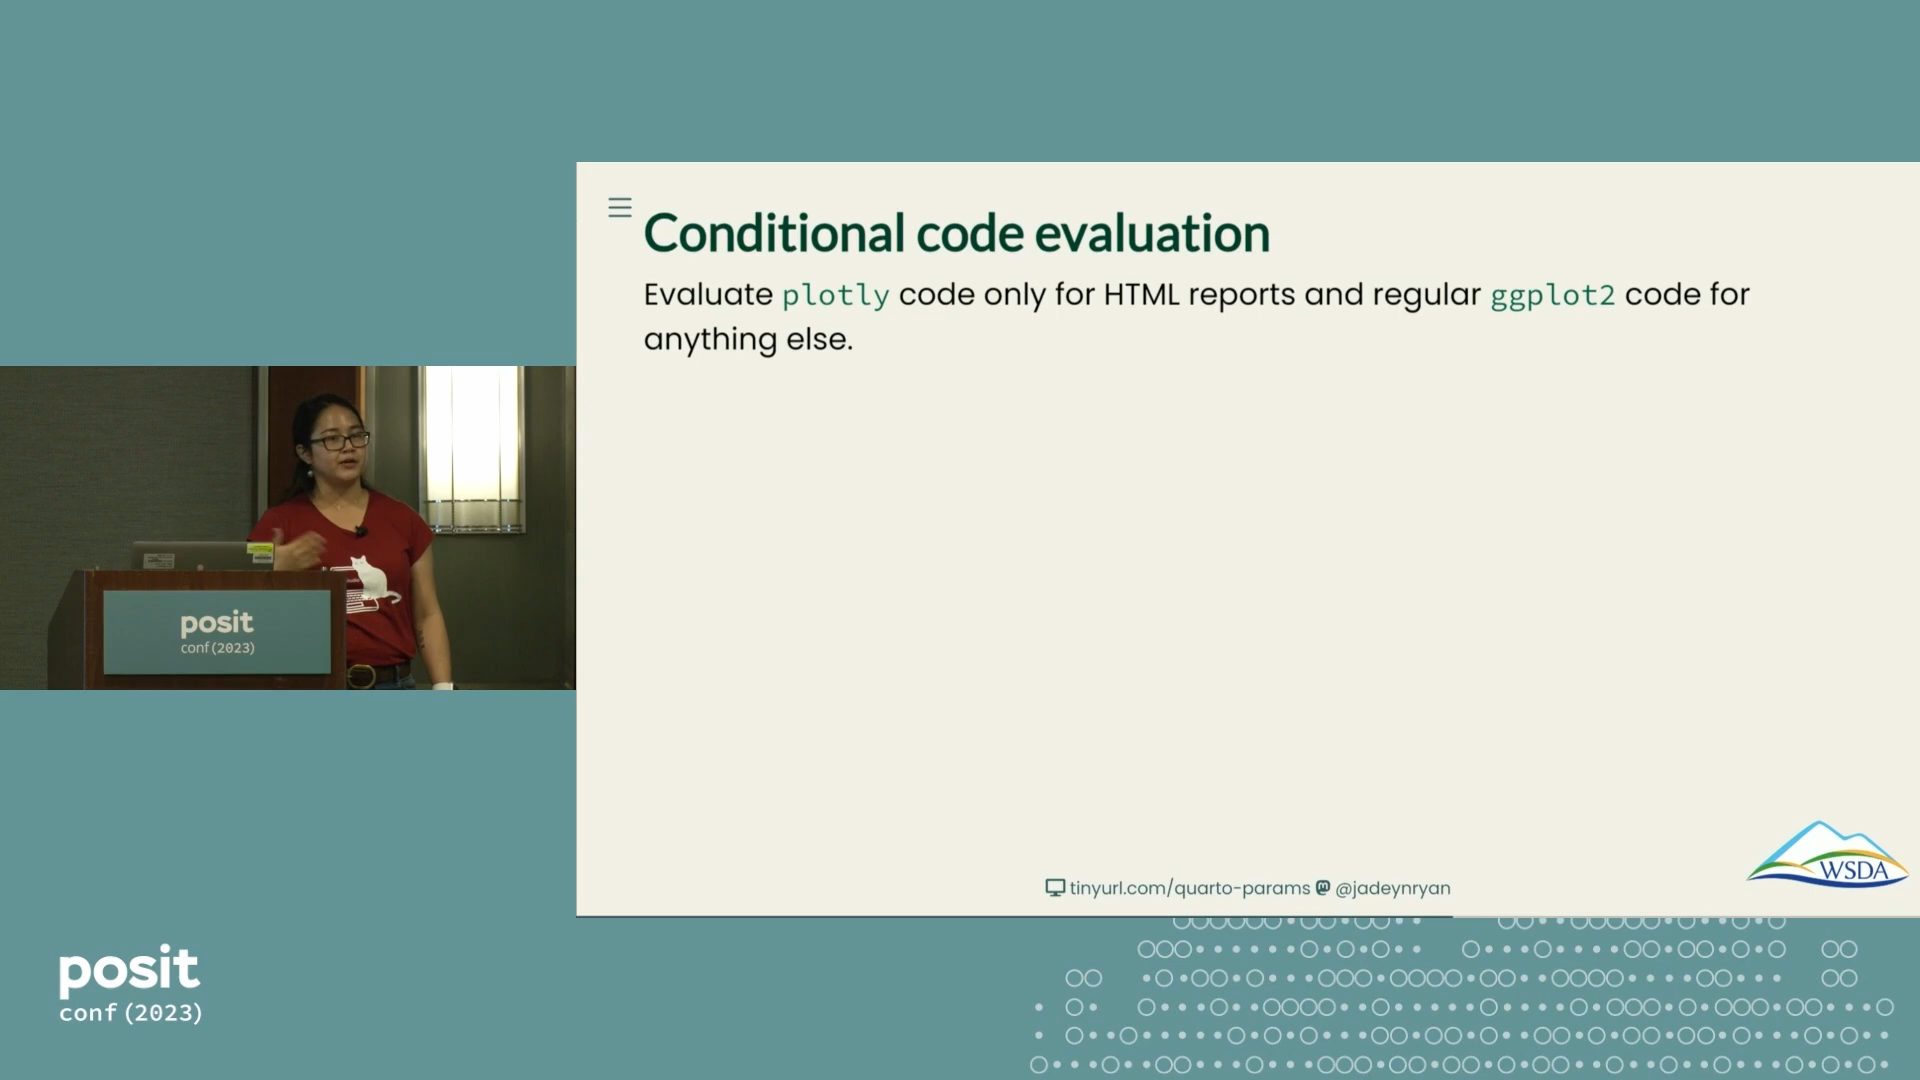 Conditional code evaluation
Evaluate plotly code only for HTML reports and regular ggplot2 code for
anything else.
posit
conf(2023)
WSDA
tinyurl.com/quarto-params @jadeynryan
posit
conf(2023)